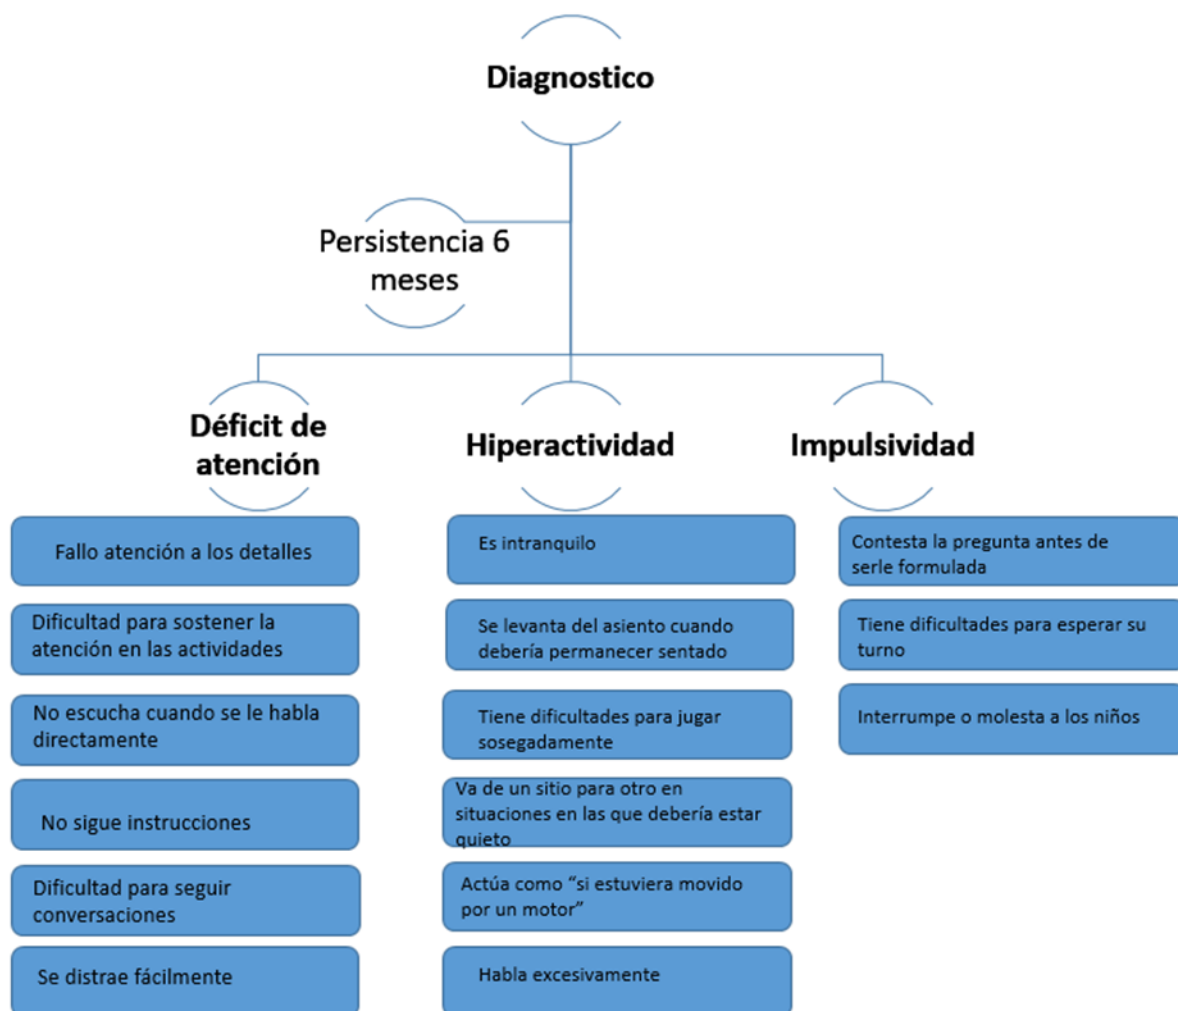 Diagnostico
Persistencia 6
meses
Déficit de
atención
Fallo atención a los detalles
Dificultad para sostener la
atención en las actividades
No escucha cuando se le habla
directamente
No sigue instrucciones
Dificultad para seguir
conversaciones
Se distrae fácilmente
Hiperactividad
Es intranquilo
Se levanta del asiento cuando
debería permanecer sentado
Tiene dificultades para jugar
sosegadamente
Va de un sitio para otro en
situaciones en las que debería estar
quieto
Actúa como “si estuviera movido
por un motor”
Habla excesivamente
Impulsividad
Contesta la pregunta antes de
serle formulada
Tiene dificultades para esperar su
turno
Interrumpe o molesta a los niños